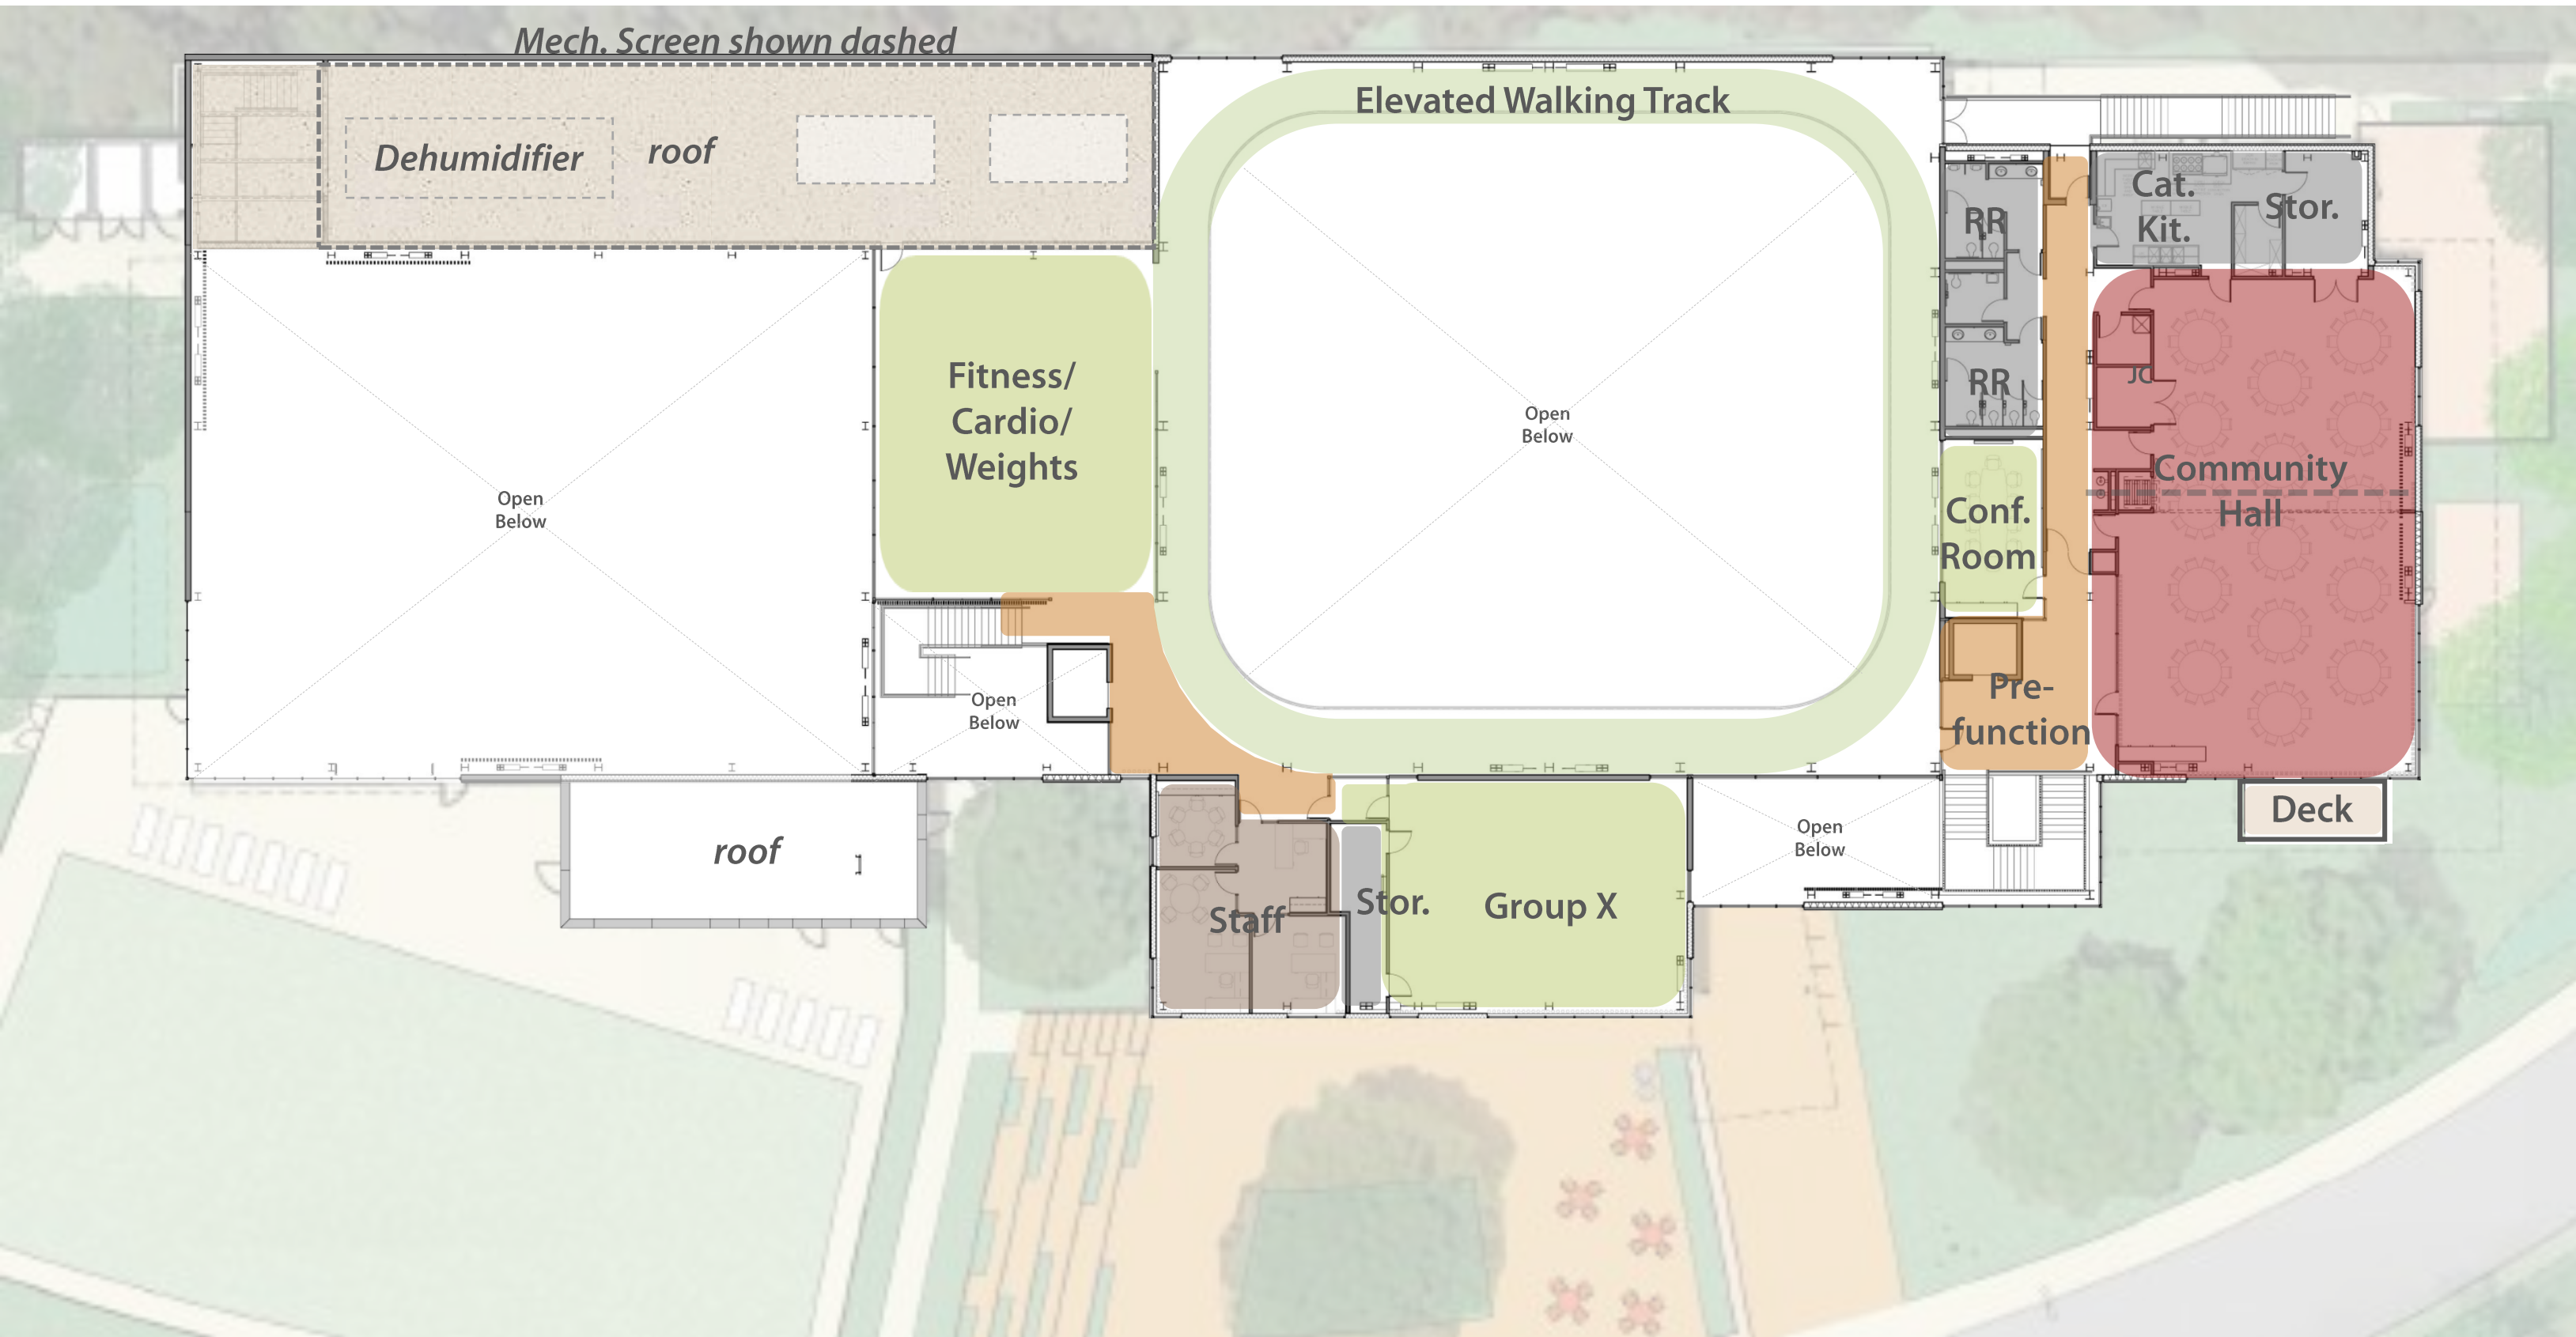 Mech. Screen shown dashed
Dehumidifier
roof
Elevated Walking Track
RR
Cat.
Kit.
Stor.
Fitness/
Cardio/
Weights
Open
Below
Open
Below
RR
JC
Community
Hall
Conf.
Room
Open
Below
Pre-
function
roof
Staff
Stor.
Group X
Open
Below
Deck